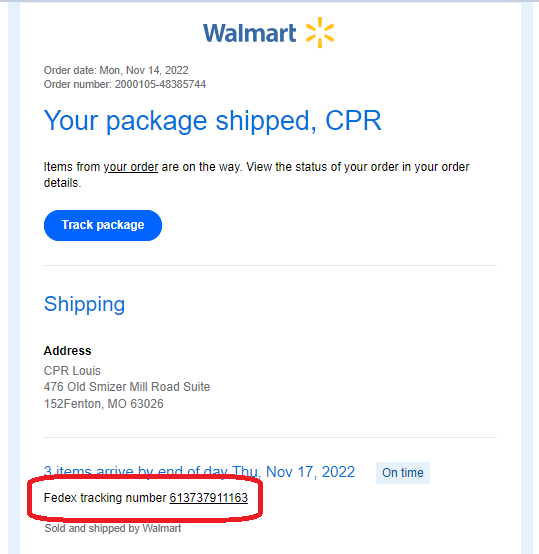 Walmart
Order date: Mon, Nov 14, 2022
Order number: 2000105-48385744
Your package shipped, CPR
Items from your order are on the way. View the status of your order in your order
details.
Track package
Shipping
Address
CPR Louis
476 Old Smizer Mill Road Suite
152Fenton, MO 63026
3 items arrive by end of day Thu, Nov 17, 2022 On time
Fedex tracking number 613737911163
Sold and shipped by Walmart